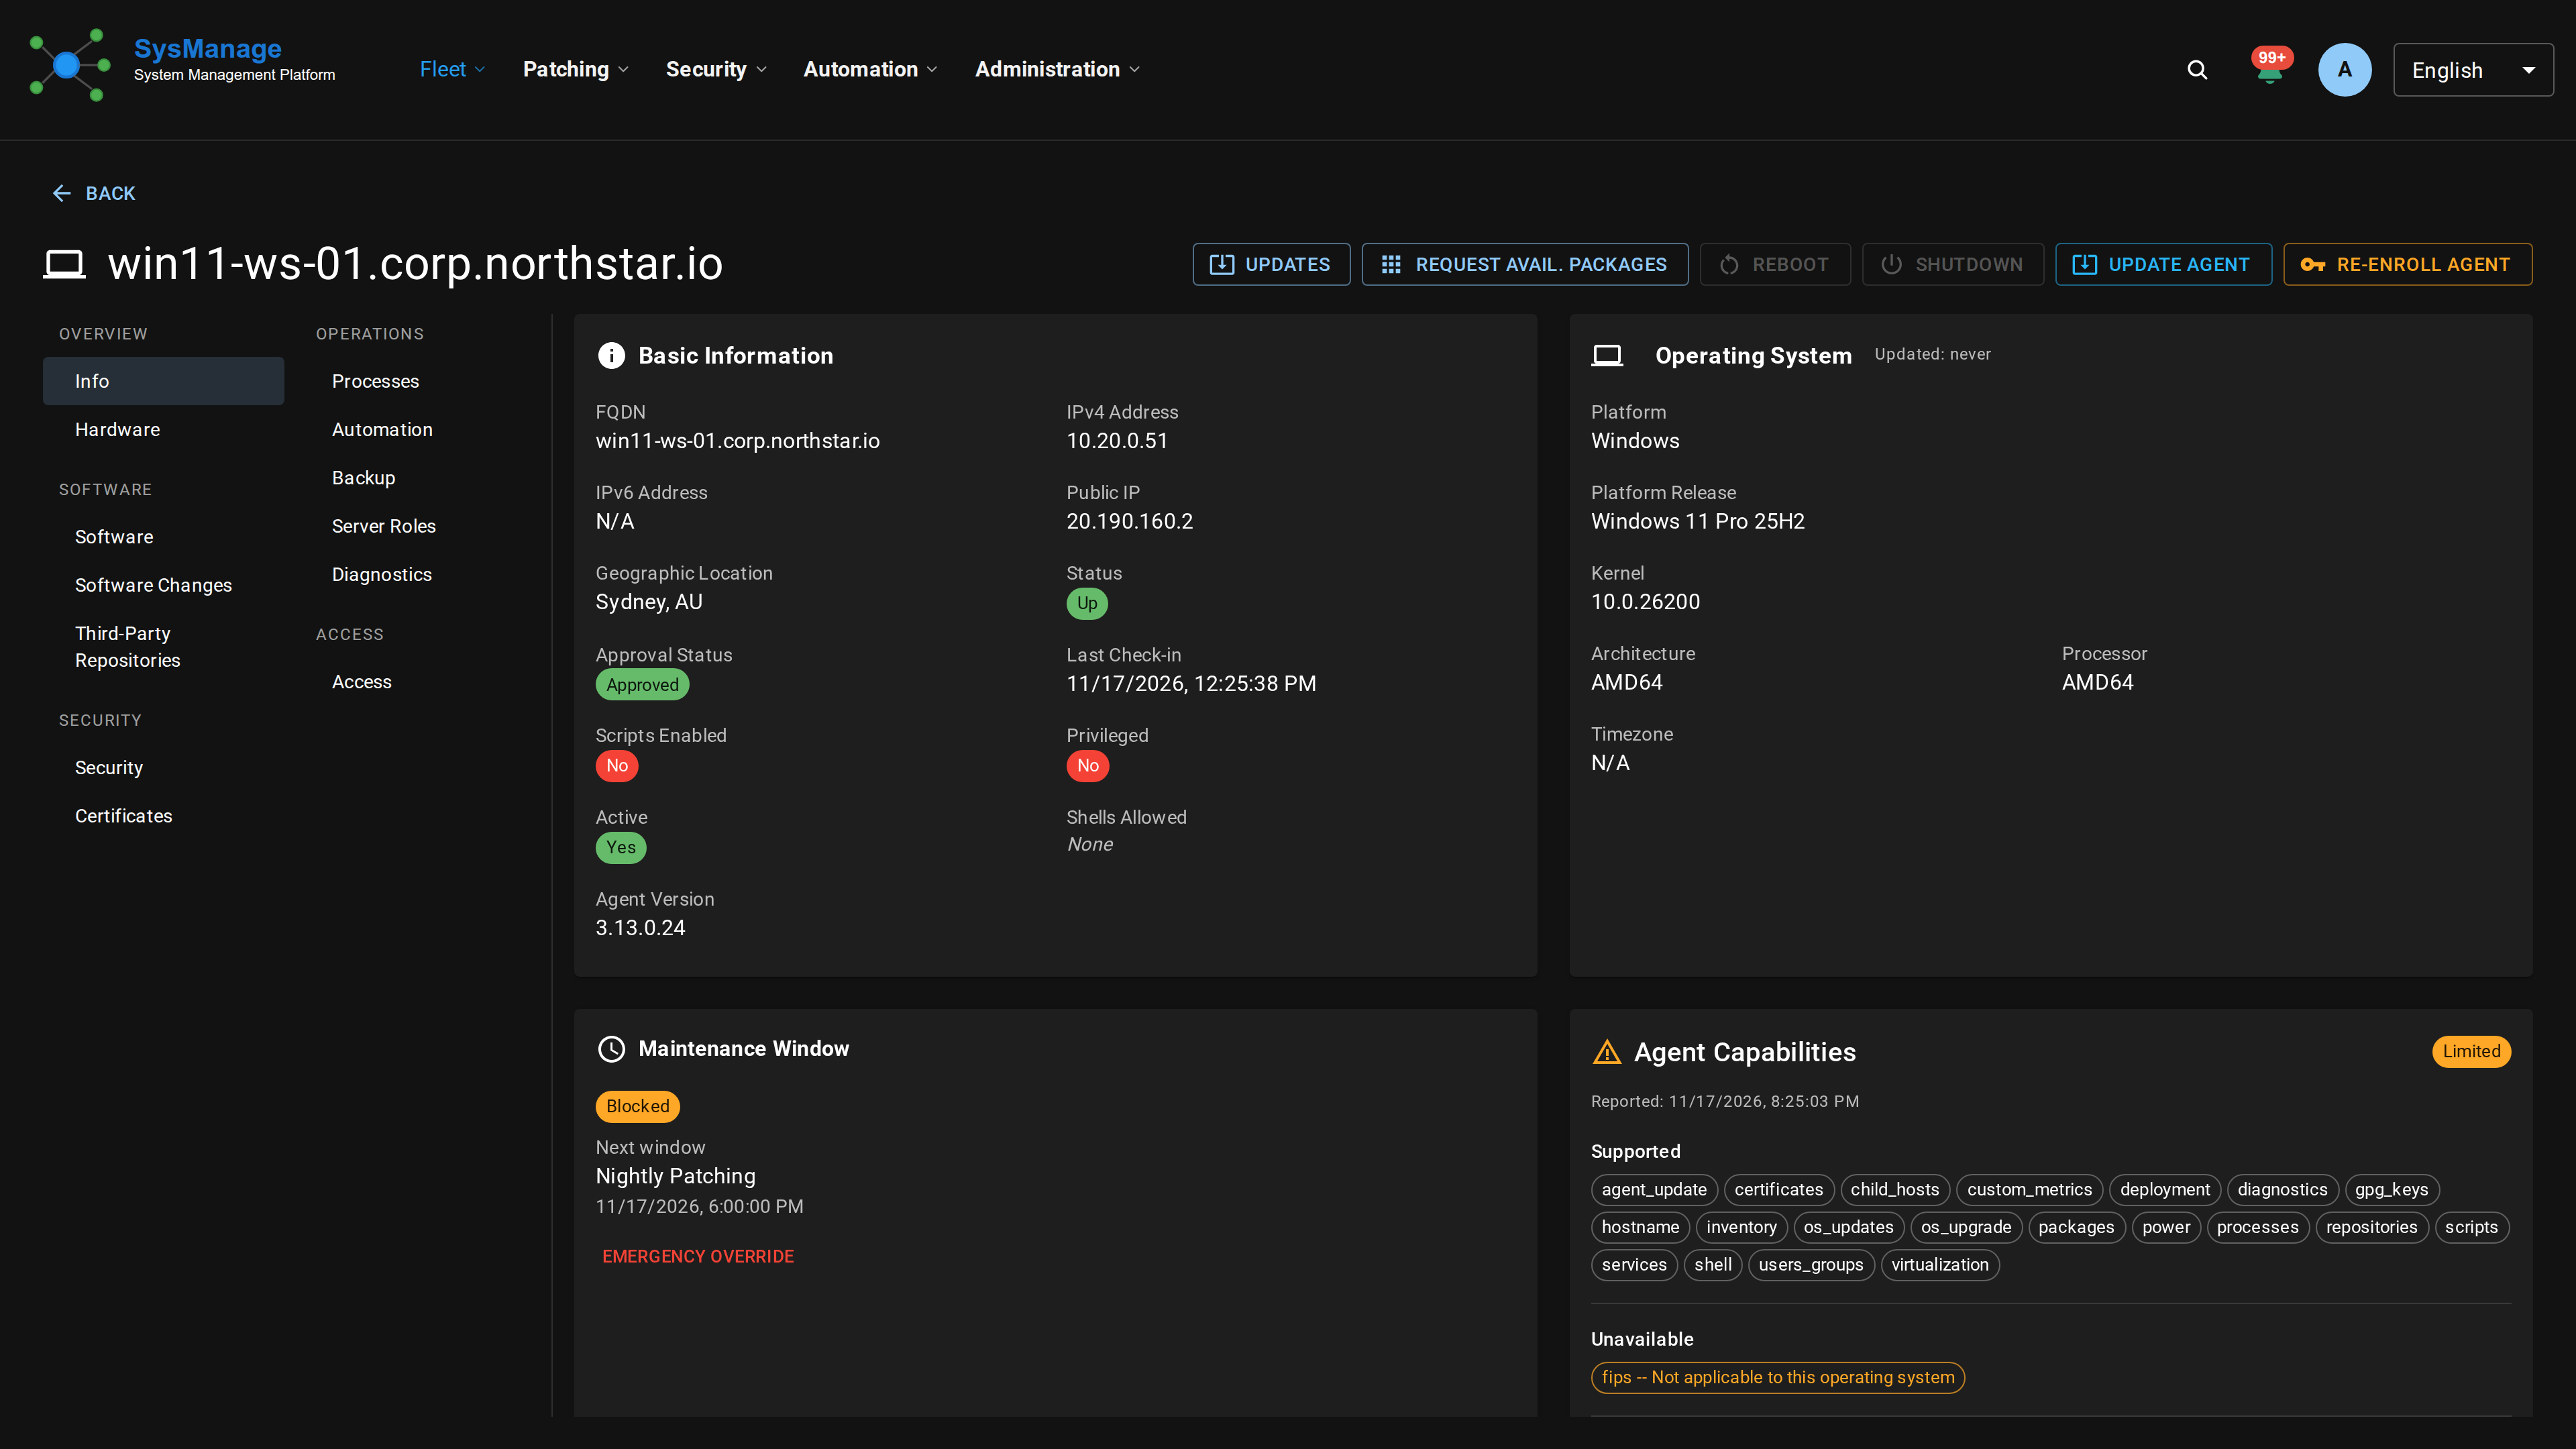 SysManage
System Management Platform
Fleet
Patching
Security
Automation
Administration
99+
A
English
BACK
win11-ws-01.corp.northstar.io
UPDATES
REQUEST AVAIL. PACKAGES
REBOOT
SHUTDOWN
UPDATE AGENT
RE-ENROLL AGENT
OVERVIEW
Info
Hardware
SOFTWARE
Software
Software Changes
Third-Party
Repositories
SECURITY
Security
Certificates
OPERATIONS
Processes
Automation
Backup
Server Roles
Diagnostics
ACCESS
Access
Basic Information
FQDN
win11-ws-01.corp.northstar.io
IPv4 Address
10.20.0.51
IPv6 Address
N/A
Public IP
20.190.160.2
Geographic Location
Sydney, AU
Status
Up
Approval Status
Approved
Last Check-in
11/17/2026, 12:25:38 PM
Scripts Enabled
No
Privileged
No
Active
Yes
Shells Allowed
None
Agent Version
3.13.0.24
Operating System
Updated: never
Platform
Windows
Platform Release
Windows 11 Pro 25H2
Kernel
10.0.26200
Architecture
AMD64
Processor
AMD64
Timezone
N/A
Maintenance Window
Blocked
Next window
Nightly Patching
11/17/2026, 6:00:00 PM
EMERGENCY OVERRIDE
Agent Capabilities
Limited
Reported: 11/17/2026, 8:25:03 PM
Supported
agent_update certificates child_hosts custom_metrics deployment diagnostics gpg_keys
hostname inventory os_updates os_upgrade packages power processes repositories scripts
services shell users_groups virtualization
Unavailable
fips -- Not applicable to this operating system